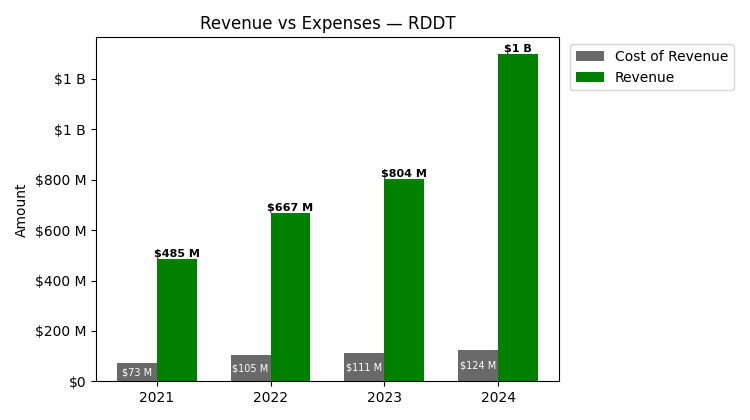 Revenue vs Expenses — RDDT
Cost of Revenue
Revenue
Amount
$1 B
$1 B
$800 M
$600 M
$400 M
$200 M
$0
$485 M
$667 M
$804 M
$1 B
$73 M
$105 M
$111 M
$124 M
2021
2022
2023
2024